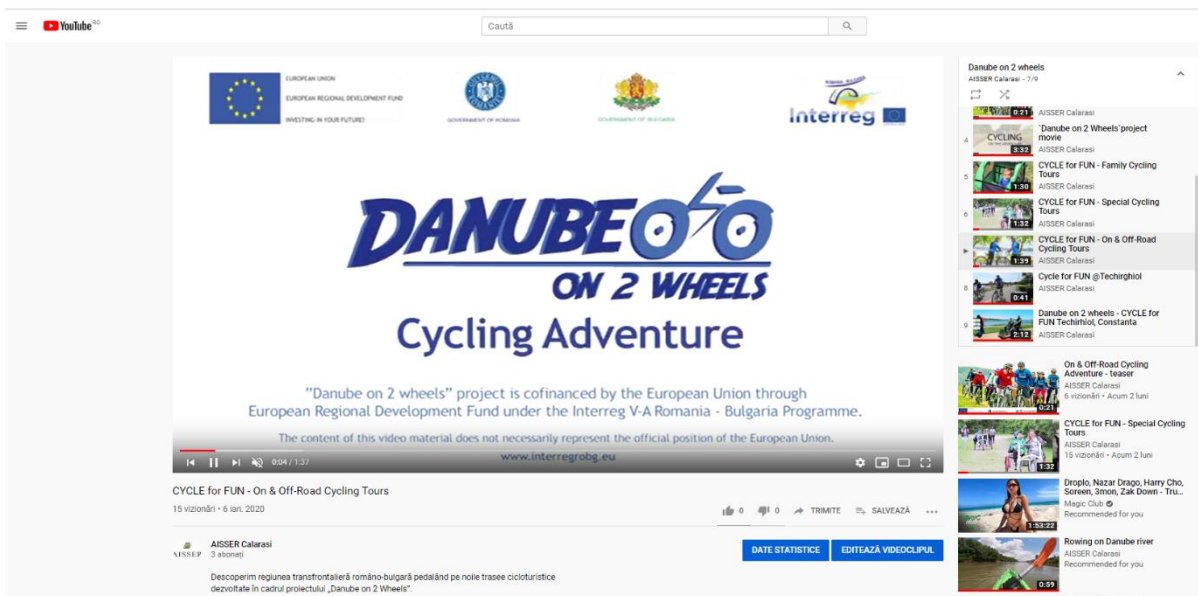 YouTube RO
Caută
EUROPEAN UNION
EUROPEAN REGIONAL DEVELOPMENT FUND
INVESTING IN YOUR FUTURE!
GOVERNMENT OF ROMANIA
GOVERNMENT OF BULGARIA
Interreg
DANUBE
ON 2 WHEELS
Cycling Adventure
"Danube on 2 wheels" project is cofinanced by the European Union through
European Regional Development Fund under the Interreg V-A Romania - Bulgaria Programme.
The content of this video material does not necessarily represent the official position of the European Union.
www.interregrobg.eu
0:04 / 1:37
CYCLE for FUN - On & Off-Road Cycling Tours
15 vizionări • 6 ian. 2020
0
0
TRIMITE
SALVEAZĂ
AISSER
AISSER Calarasi
3 abonați
DATE STATISTICE
EDITEAZĂ VIDEOCLIPUL
Descoperim regiunea transfrontalieră româno-bulgară pedalând pe noile trasee cicloturistice
dezvoltate în cadrul proiectului „Danube on 2 Wheels".
Danube on 2 wheels
AISSER Calarasi - 7/9
0:21
AISSER Calarasi
4
CYCLING
3:32
`Danube on 2 Wheels`project
movie
AISSER Calarasi
5
1:30
CYCLE for FUN - Family Cycling
Tours
AISSER Calarasi
6
1:32
CYCLE for FUN - Special Cycling
Tours
AISSER Calarasi
1:39
CYCLE for FUN - On & Off-Road
Cycling Tours
AISSER Calarasi
8
0:41
Cycle for FUN @Techirghiol
AISSER Calarasi
9
2:12
Danube on 2 wheels - CYCLE for
FUN Techirhiol, Constanta
AISSER Calarasi
0:21
On & Off-Road Cycling
Adventure - teaser
AISSER Calarasi
6 vizionări • Acum 2 luni
1:32
CYCLE for FUN - Special Cycling
Tours
AISSER Calarasi
15 vizionări • Acum 2 luni
1:53:22
Droplo, Nazar Drago, Harry Cho,
Soreen, 3mon, Zak Down - Tru...
Magic Club
Recommended for you
0:59
Rowing on Danube river
AISSER Calarasi
Recommended for you